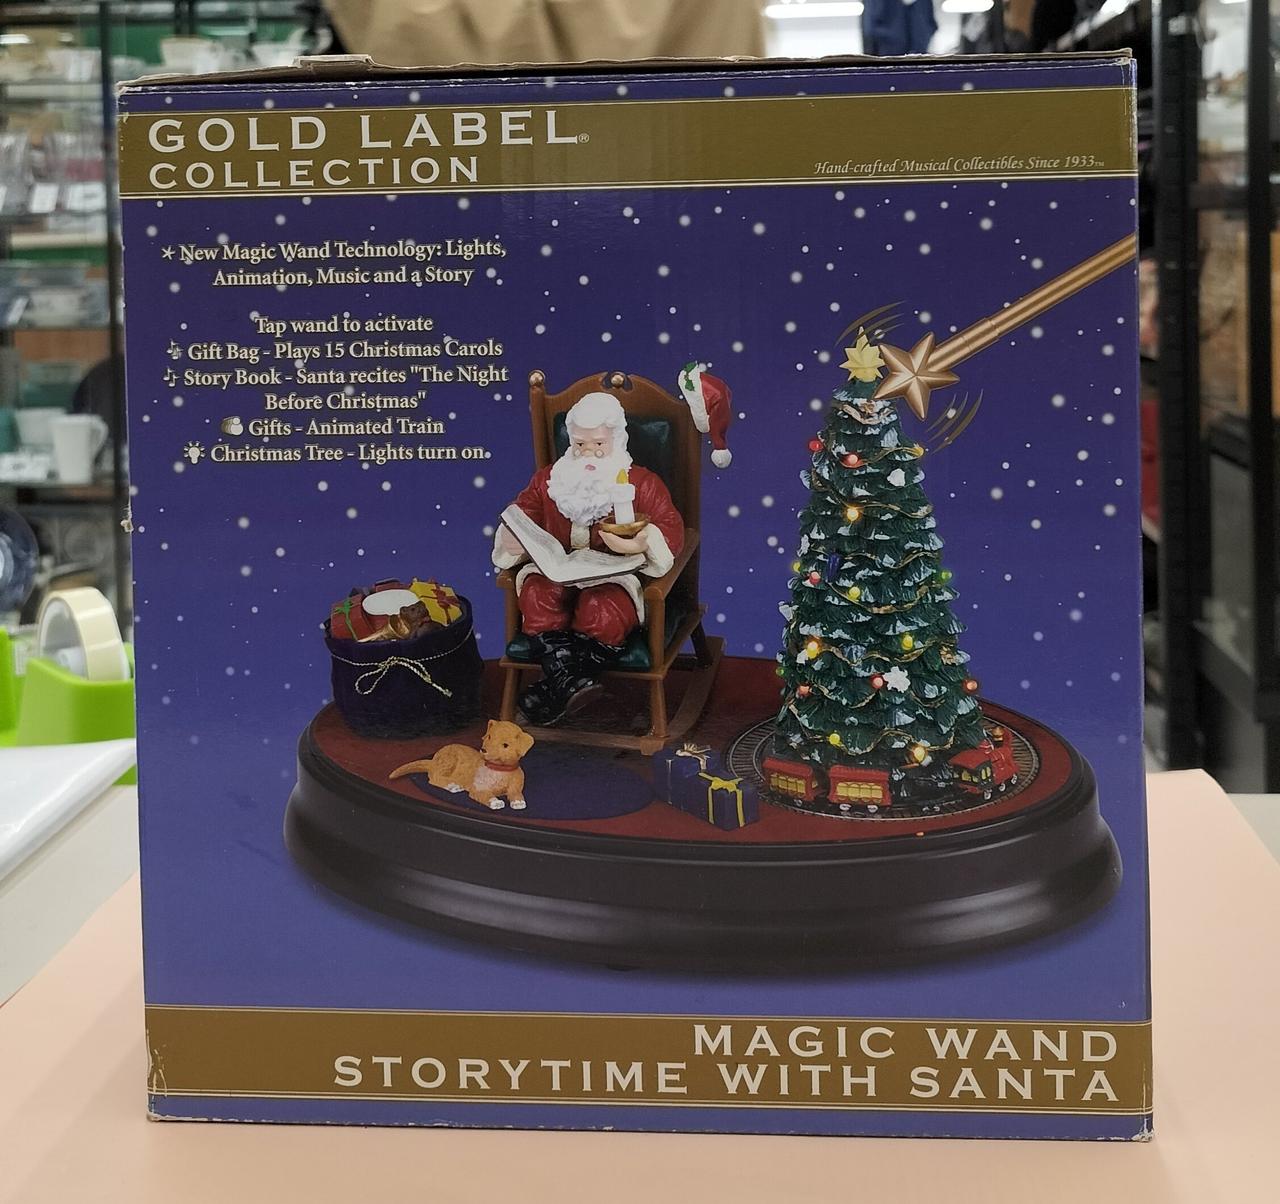 GOLD LABEL®
COLLECTION
Hand-crafted Musical Collectibles Since 1933™
* New Magic Wand Technology: Lights,
Animation, Music and a Story
Tap wand to activate
Gift Bag - Plays 15 Christmas Carols
Story Book - Santa recites "The Night
Before Christmas"
Gifts - Animated Train
Christmas Tree - Lights turn on
MAGIC WAND
STORYTIME WITH SANTA